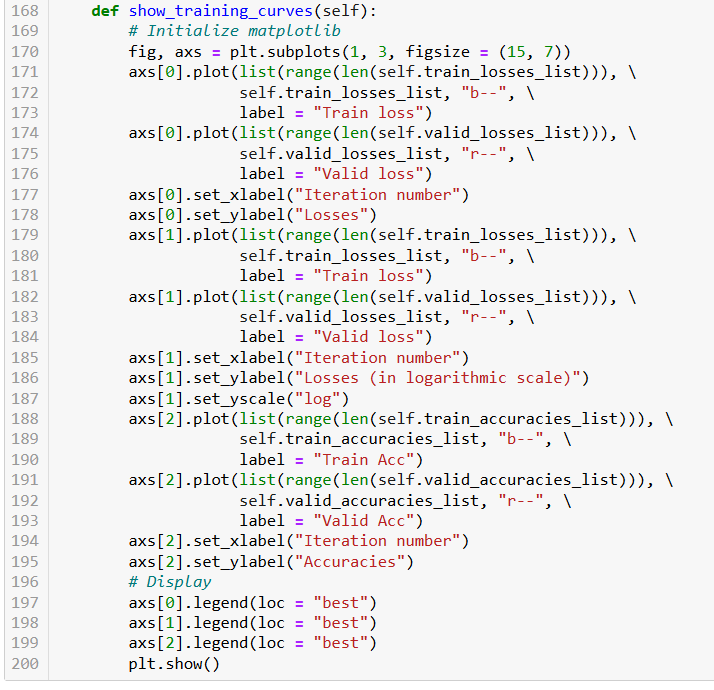 168     def show_training_curves(self):
169         # Initialize matplotlib
170         fig, axs = plt.subplots(1, 3, figsize = (15, 7))
171         axs[0].plot(list(range(len(self.train_losses_list))), \
172                     self.train_losses_list, "b--", \
173                     label = "Train loss")
174         axs[0].plot(list(range(len(self.valid_losses_list))), \
175                     self.valid_losses_list, "r--", \
176                     label = "Valid loss")
177         axs[0].set_xlabel("Iteration number")
178         axs[0].set_ylabel("Losses")
179         axs[1].plot(list(range(len(self.train_losses_list))), \
180                     self.train_losses_list, "b--", \
181                     label = "Train loss")
182         axs[1].plot(list(range(len(self.valid_losses_list))), \
183                     self.valid_losses_list, "r--", \
184                     label = "Valid loss")
185         axs[1].set_xlabel("Iteration number")
186         axs[1].set_ylabel("Losses (in logarithmic scale)")
187         axs[1].set_yscale("log")
188         axs[2].plot(list(range(len(self.train_accuracies_list))), \
189                     self.train_accuracies_list, "b--", \
190                     label = "Train Acc")
191         axs[2].plot(list(range(len(self.valid_accuracies_list))), \
192                     self.valid_accuracies_list, "r--", \
193                     label = "Valid Acc")
194         axs[2].set_xlabel("Iteration number")
195         axs[2].set_ylabel("Accuracies")
196         # Display
197         axs[0].legend(loc = "best")
198         axs[1].legend(loc = "best")
199         axs[2].legend(loc = "best")
200         plt.show()